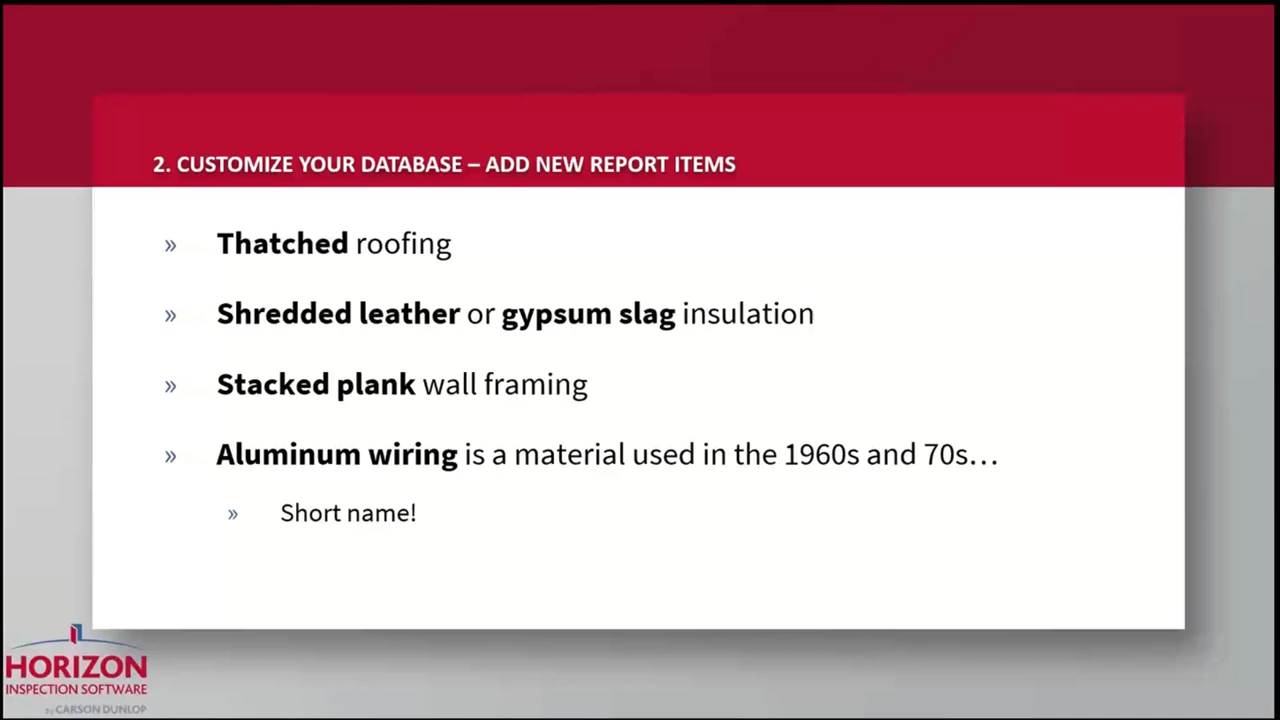 2. CUSTOMIZE YOUR DATABASE – ADD NEW REPORT ITEMS
» Thatched roofing
» Shredded leather or gypsum slag insulation
» Stacked plank wall framing
» Aluminum wiring is a material used in the 1960s and 70s…
» Short name!
HORIZON
INSPECTION SOFTWARE
by CARSON DUNLOP